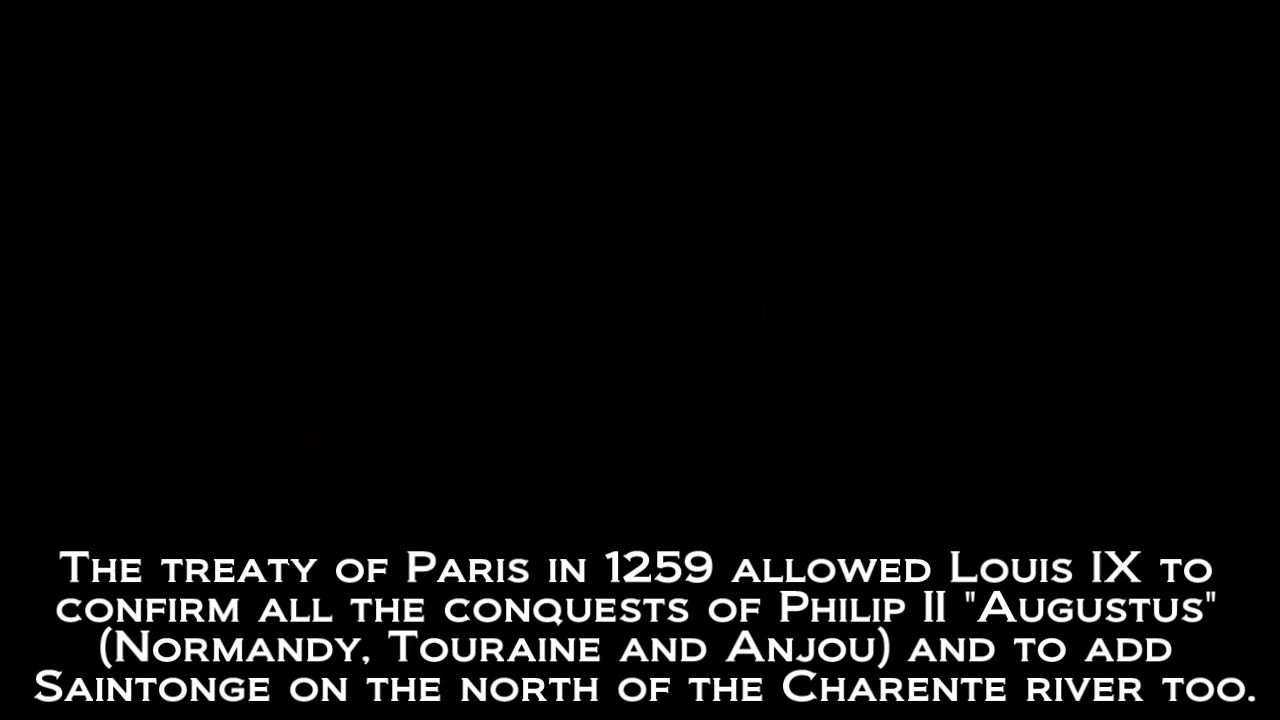 The treaty of Paris in 1259 allowed Louis IX to
confirm all the conquests of Philip II "Augustus"
(Normandy, Touraine and Anjou) and to add
Saintonge on the north of the Charente river too.